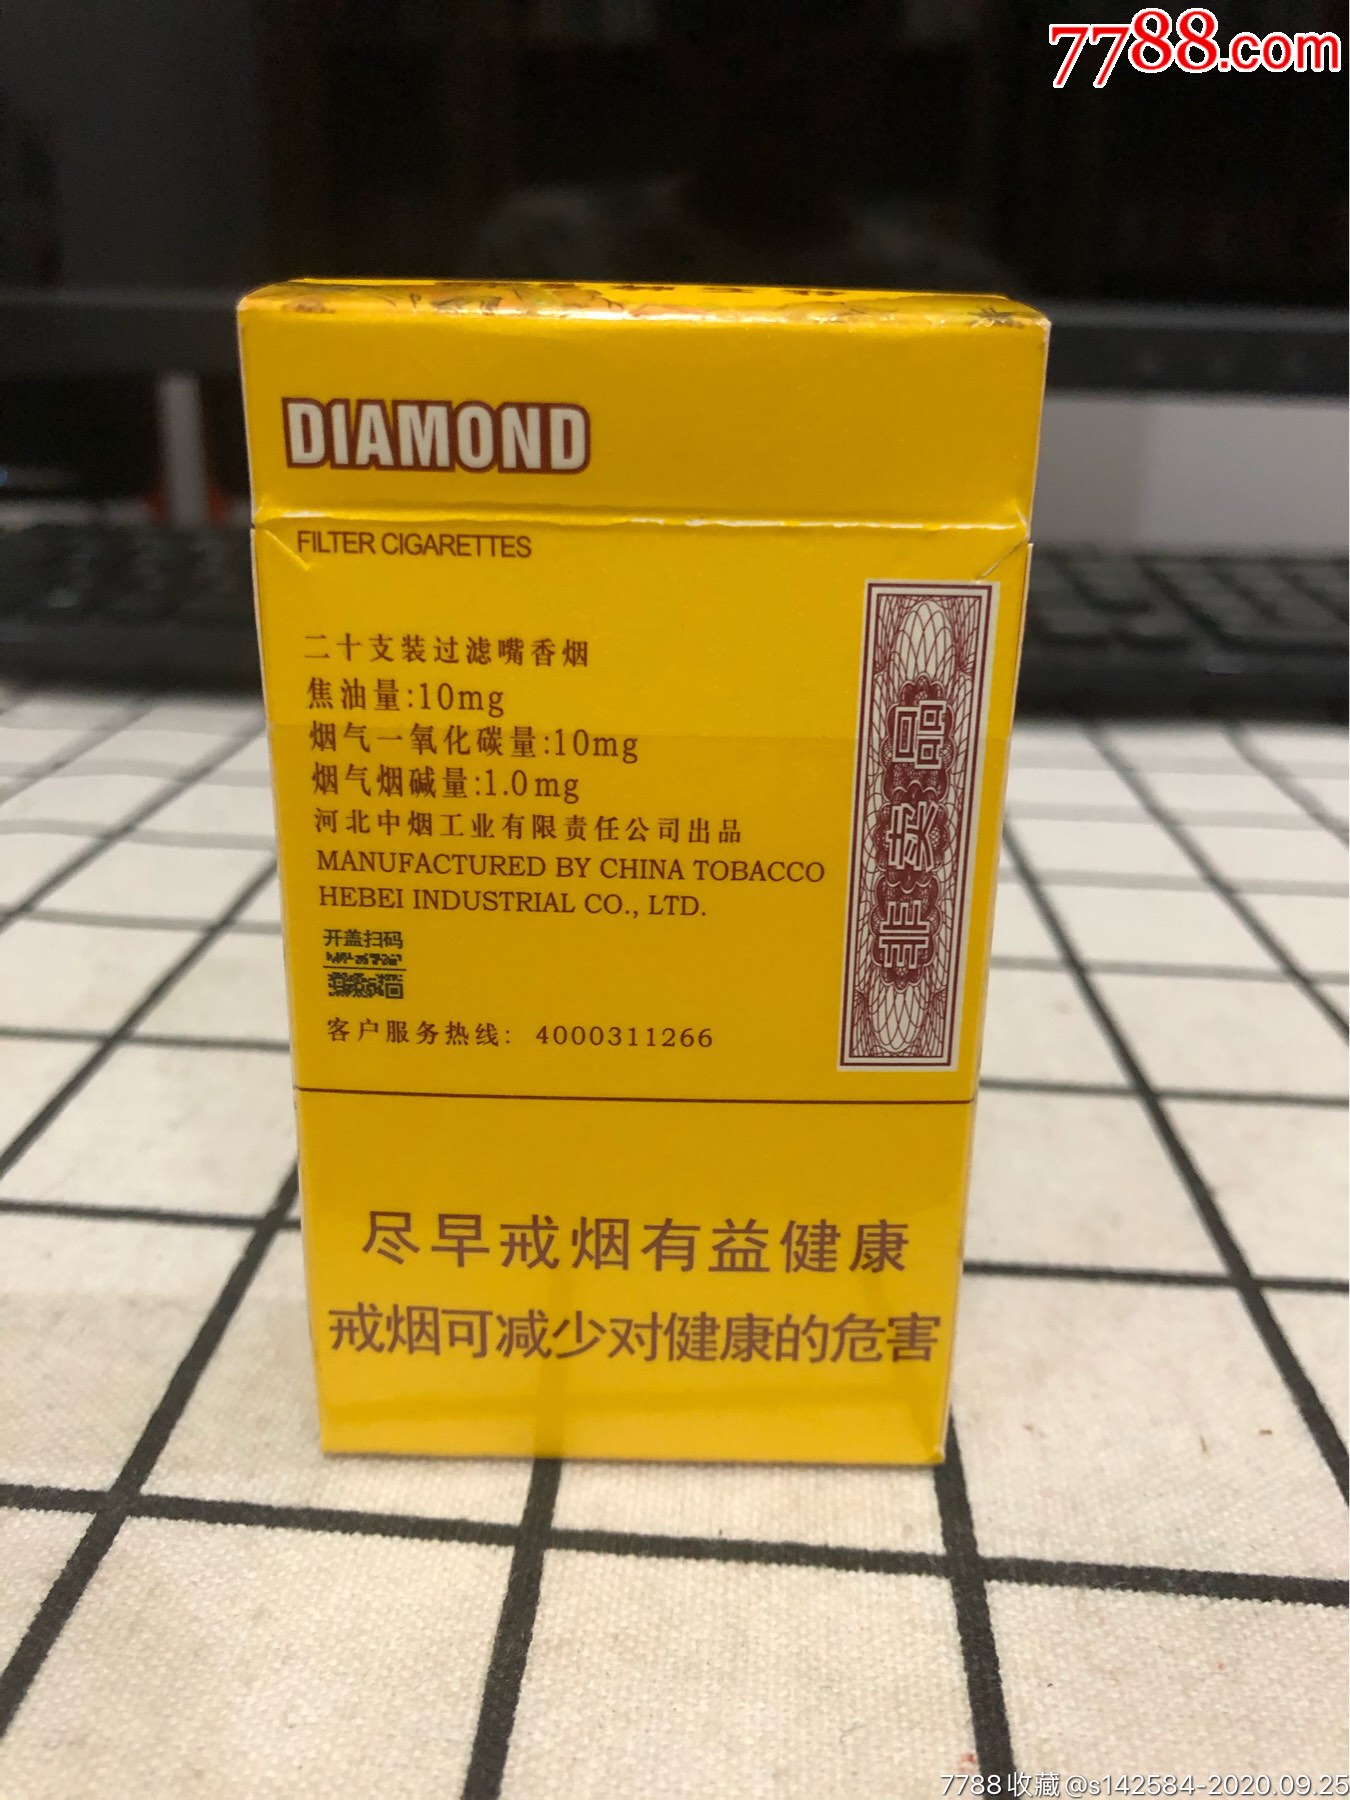 7788.com
DIAMOND
FILTER CIGARETTES
二十支装过滤嘴香烟
焦油量:10mg
烟气一氧化碳量:10mg
烟气烟碱量:1.0mg
河北中烟工业有限责任公司出品
MANUFACTURED BY CHINA TOBACCO
HEBEI INDUSTRIAL CO., LTD.
开盖扫码
客户服务热线: 4000311266
非卖品
尽早戒烟有益健康
戒烟可减少对健康的危害
7788收藏@s142584-2020.09.25